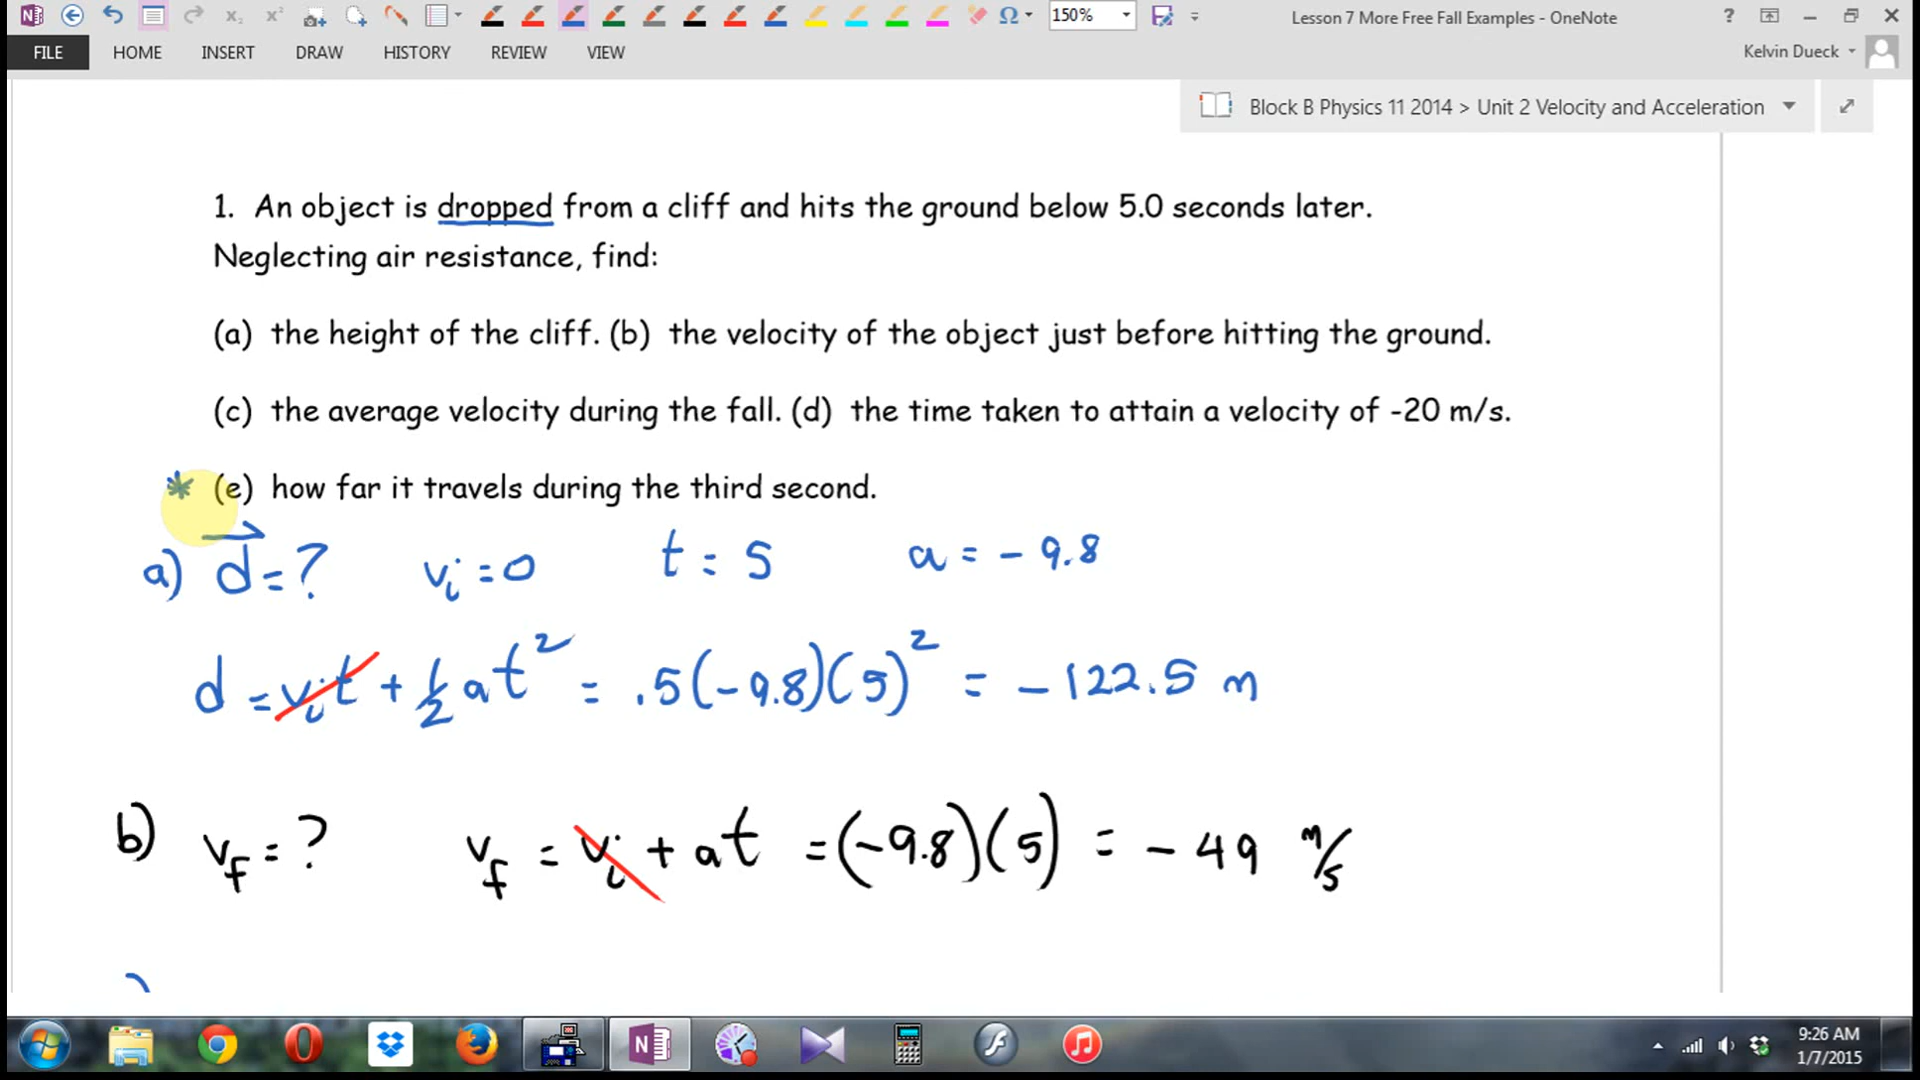 150%
Lesson 7 More Free Fall Examples - OneNote
?
FILE HOME INSERT DRAW HISTORY REVIEW VIEW
Kelvin Dueck
Block B Physics 11 2014 > Unit 2 Velocity and Acceleration
1. An object is dropped from a cliff and hits the ground below 5.0 seconds later.
Neglecting air resistance, find:
(a) the height of the cliff. (b) the velocity of the object just before hitting the ground.
(c) the average velocity during the fall. (d) the time taken to attain a velocity of -20 m/s.
* (e) how far it travels during the third second.
a) d⃗ = ? vᵢ = 0 t = 5 a = - 9.8
d = vᵢt + ½ at² = .5(-9.8)(5)² = - 122.5 m
b) v_f = ? v_f = vᵢ + at = (-9.8)(5) = - 49 m/s
9:26 AM
1/7/2015